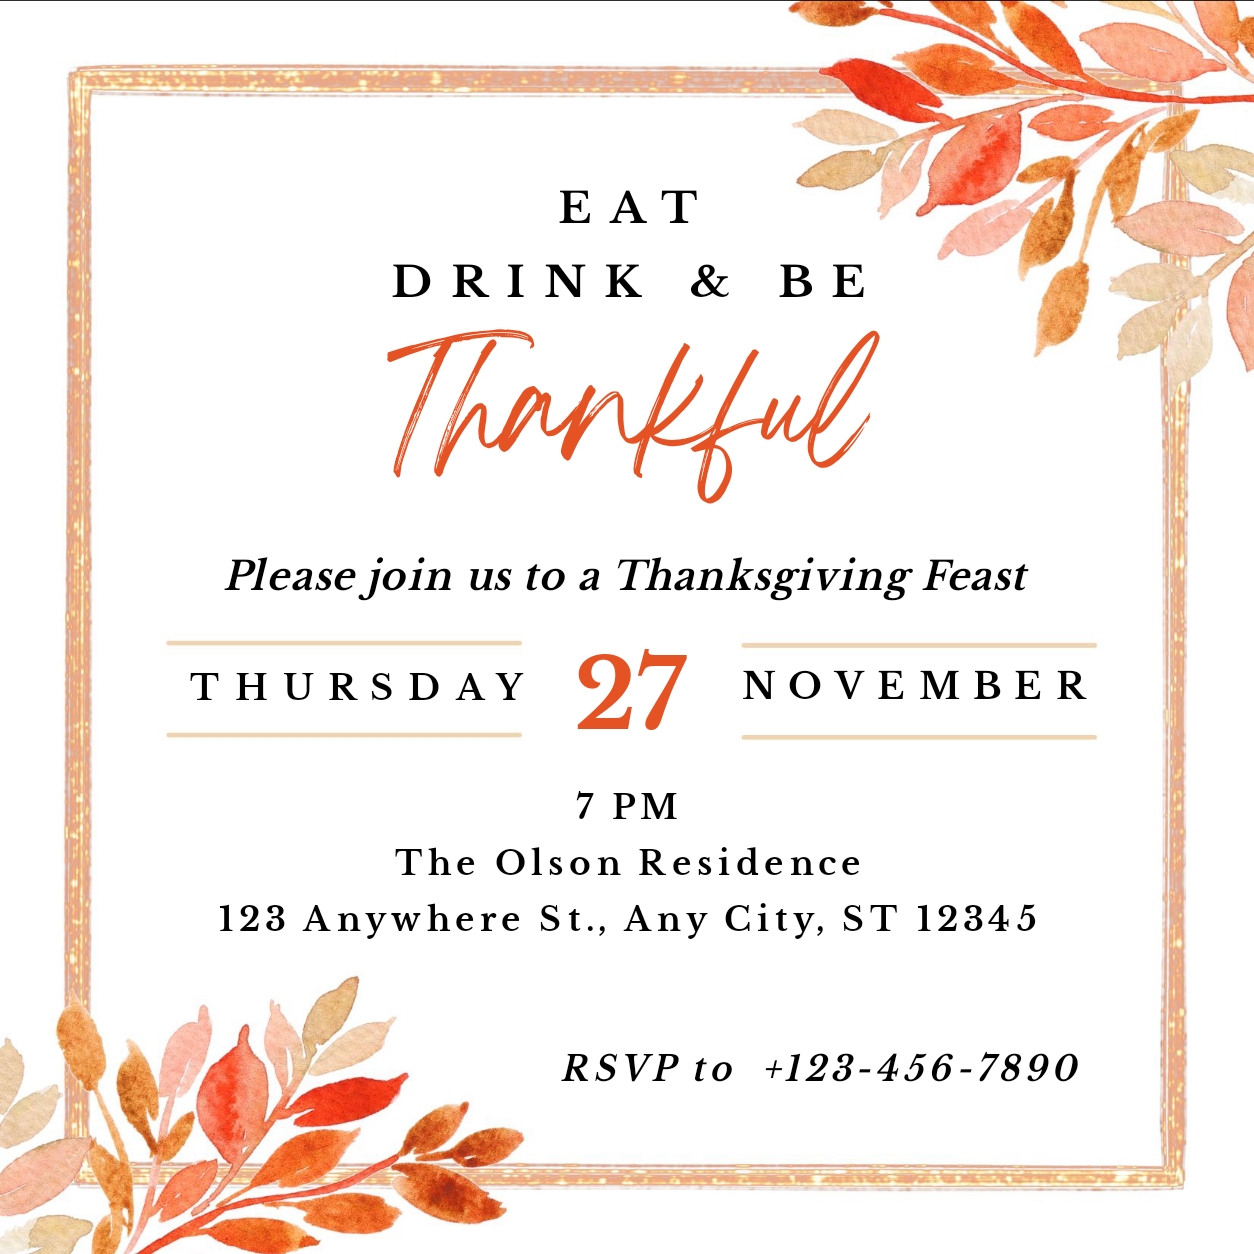 EAT
DRINK & BE
Thankful
Please join us to a Thanksgiving Feast
THURSDAY 27 NOVEMBER
7 PM
The Olson Residence
123 Anywhere St., Any City, ST 12345
RSVP to +123-456-7890